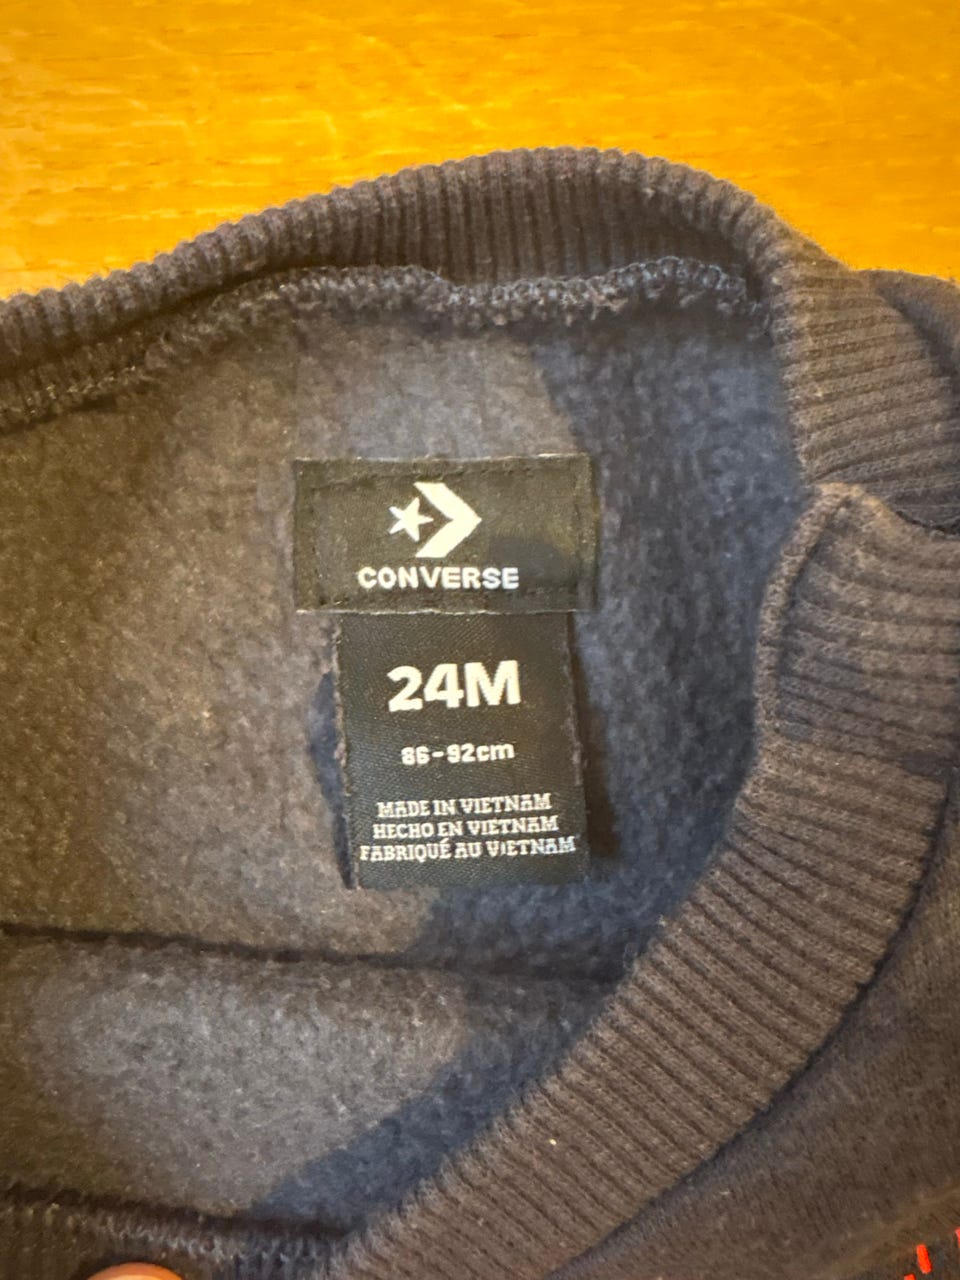 CONVERSE
24M
86-92cm
MADE IN VIETNAM
HECHO EN VIETNAM
FABRIQUÉ AU VIETNAM